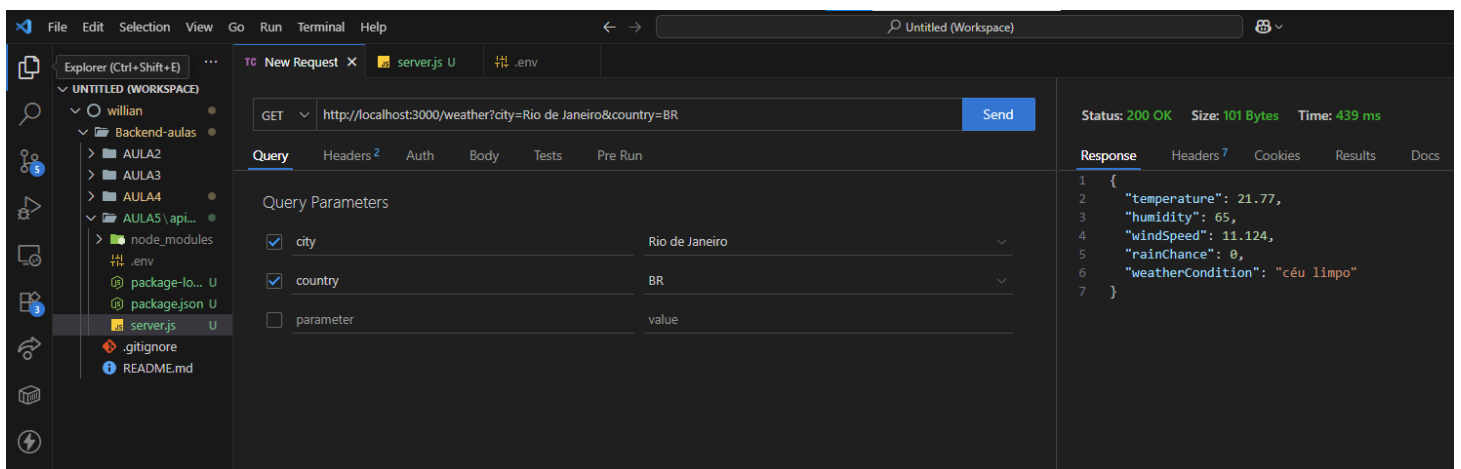 File Edit Selection View Go Run Terminal Help
Untitled (Workspace)
Explorer (Ctrl+Shift+E) ...
TC New Request
JS server.js U
.env
UNTITLED (WORKSPACE)
willian
Backend-aulas
AULA2
AULA3
AULA4
AULA5\api...
node_modules
.env
package-lo... U
package.json U
JS server.js U
.gitignore
README.md
5
3
GET http://localhost:3000/weather?city=Rio de Janeiro&country=BR Send
Query Headers 2 Auth Body Tests Pre Run
Query Parameters
city Rio de Janeiro
country BR
parameter value
Status: 200 OK Size: 101 Bytes Time: 439 ms
Response Headers 7 Cookies Results Docs
1 {
2 "temperature": 21.77,
3 "humidity": 65,
4 "windSpeed": 11.124,
5 "rainChance": 0,
6 "weatherCondition": "céu limpo"
7 }